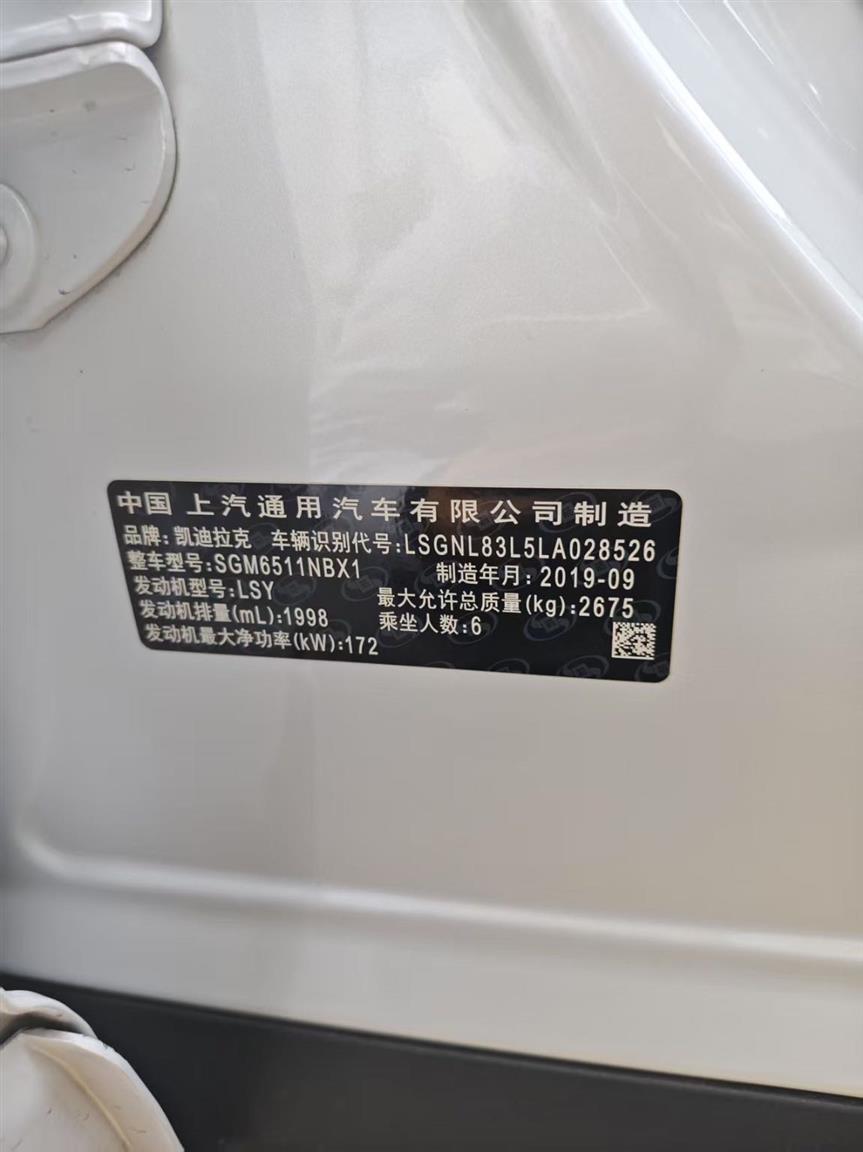 中国 上汽通用汽车有限公司制造
品牌:凯迪拉克 车辆识别代号:LSGNL83L5LA028526
整车型号:SGM6511NBX1 制造年月:2019-09
发动机型号:LSY 最大允许总质量(kg):2675
发动机排量(mL):1998 乘坐人数:6
发动机最大净功率(kW):172